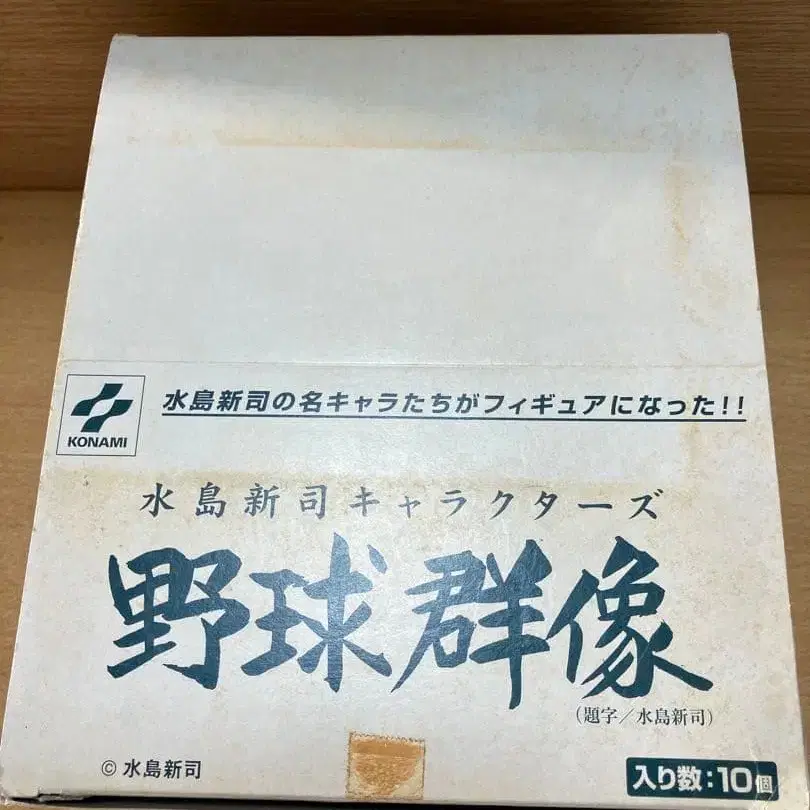 水島新司の名キャラたちがフィギュアになった!!
KONAMI
水島新司キャラクターズ
野球群像
(題字/水島新司)
© 水島新司
入り数:10個